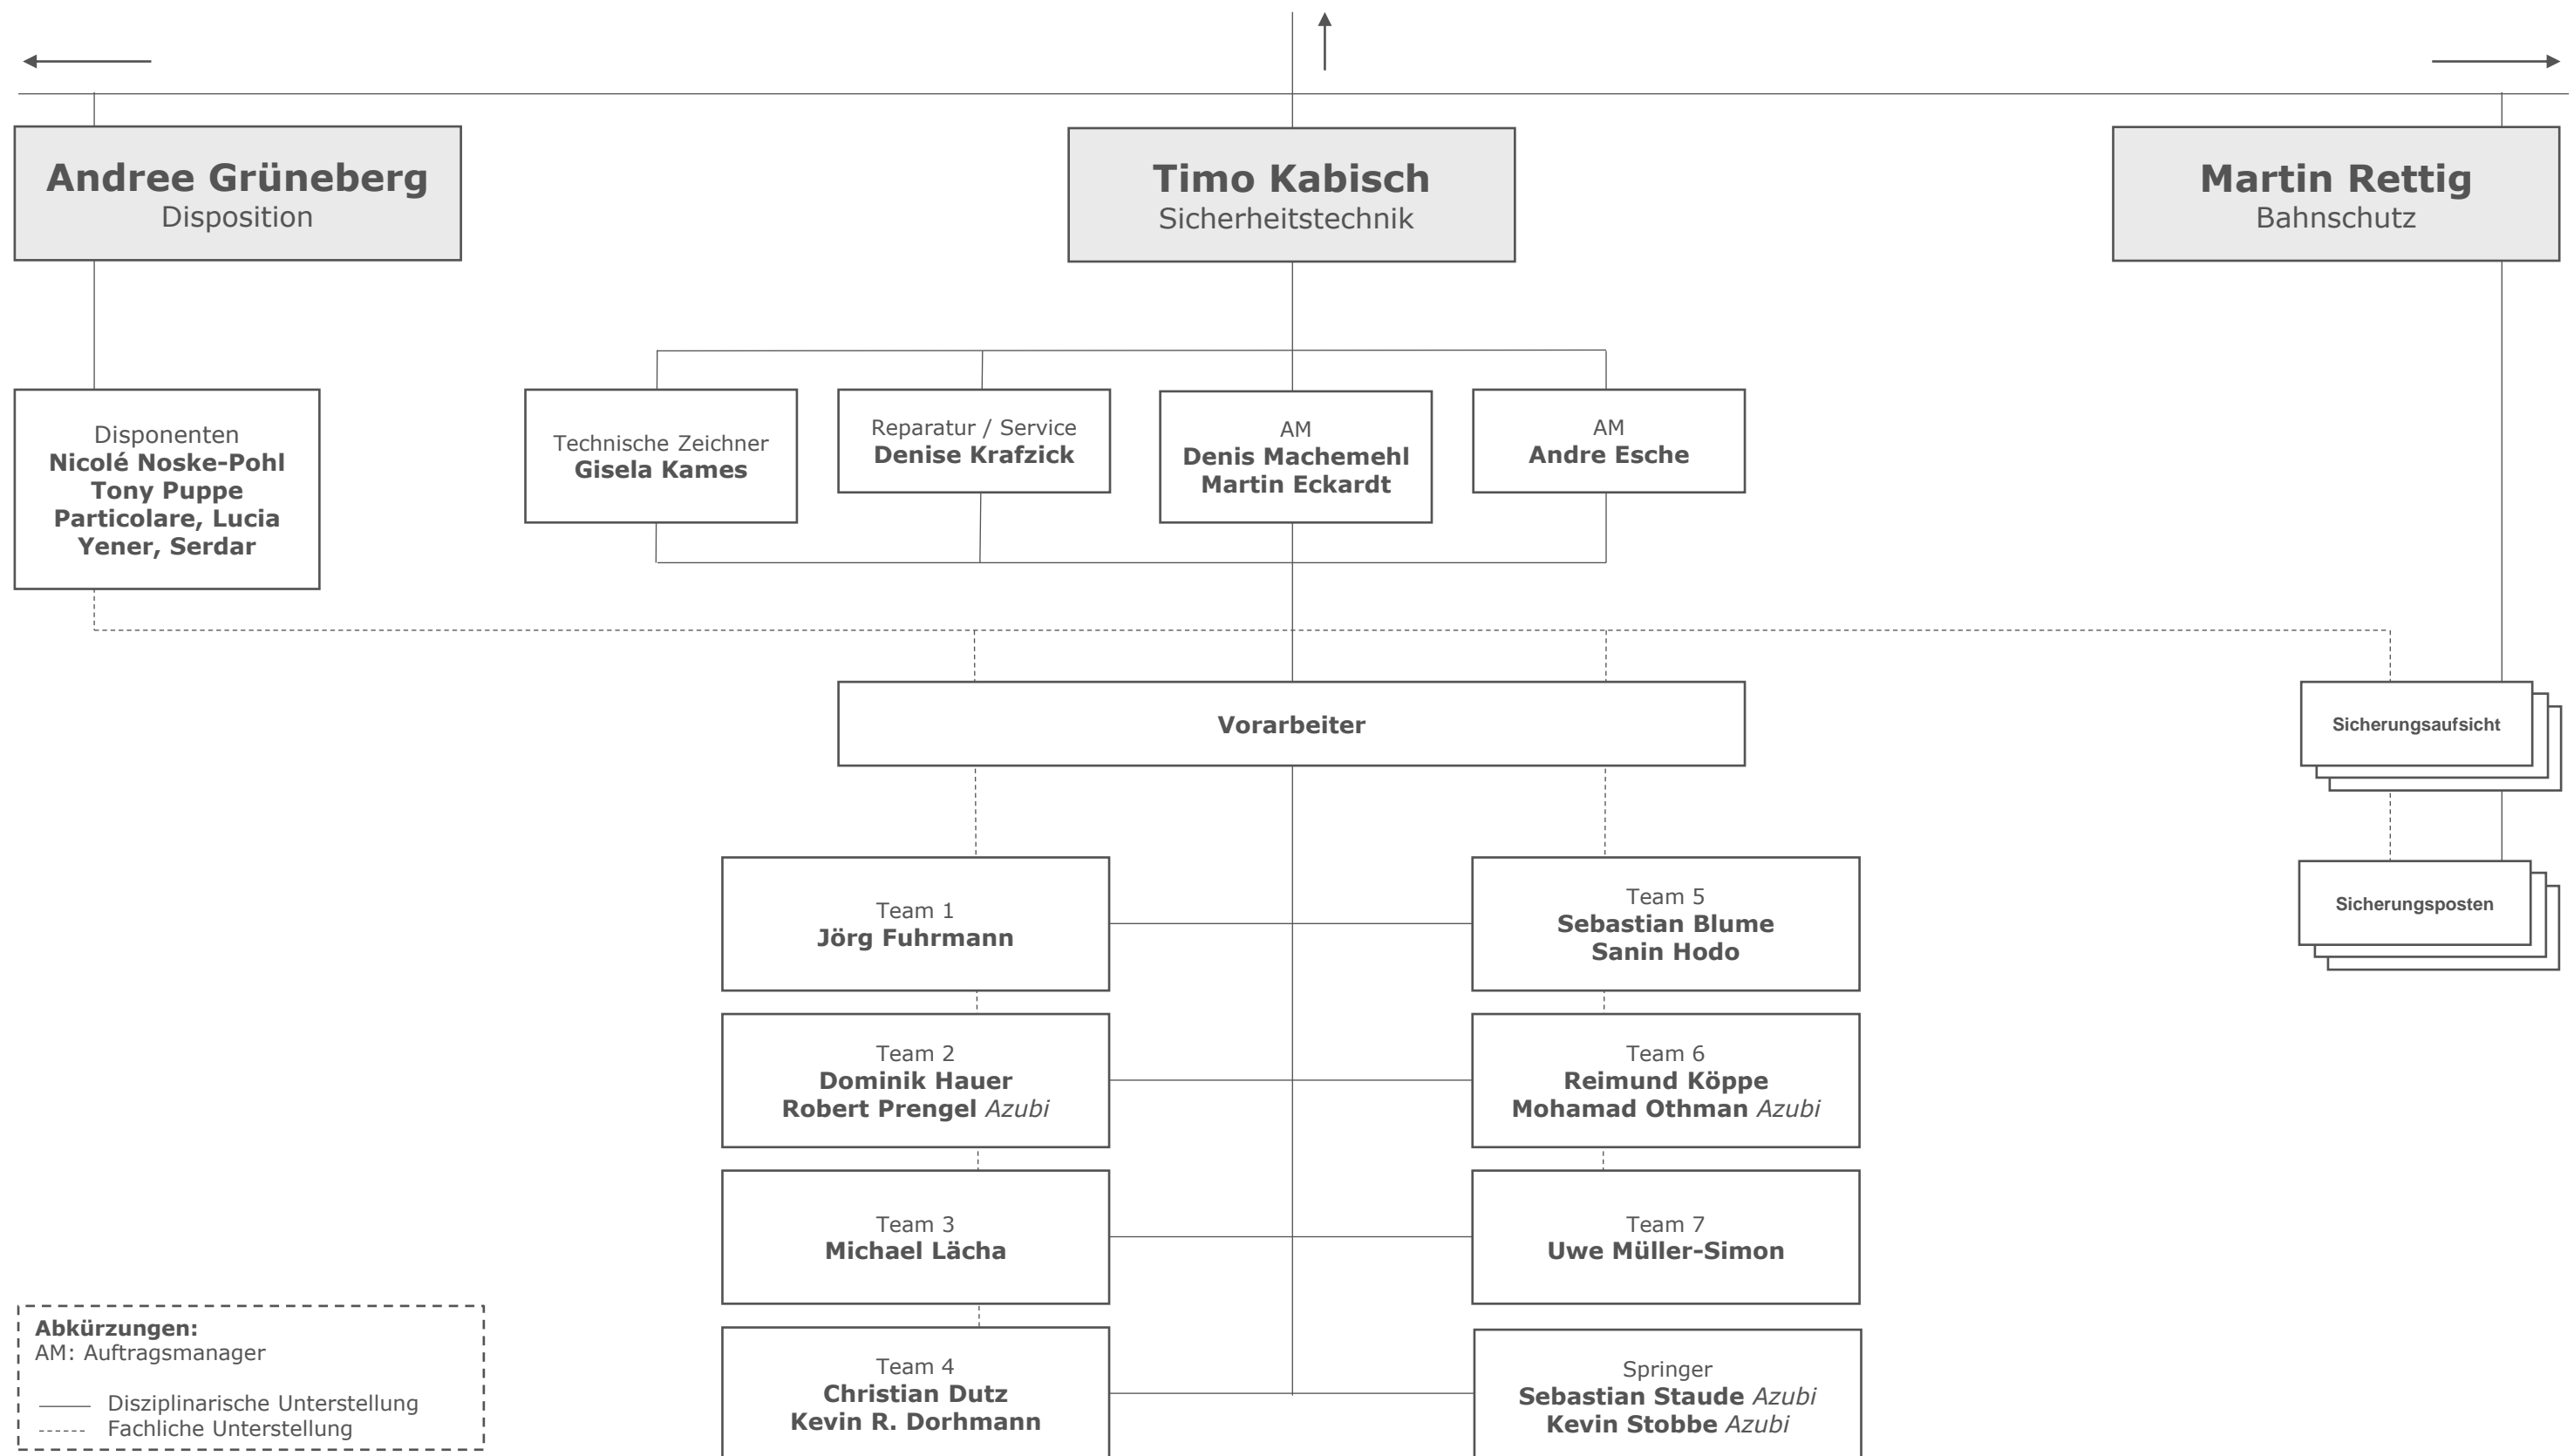 Andree Grüneberg
Disposition
Timo Kabisch
Sicherheitstechnik
Martin Rettig
Bahnschutz
Disponenten
Nicolé Noske-Pohl
Tony Puppe
Particolare, Lucia
Yener, Serdar
Technische Zeichner
Gisela Kames
Reparatur / Service
Denise Krafzick
AM
Denis Machemehl
Martin Eckardt
AM
Andre Esche
Vorarbeiter
Sicherungsaufsicht
Sicherungsposten
Team 1
Jörg Fuhrmann
Team 5
Sebastian Blume
Sanin Hodo
Team 2
Dominik Hauer
Robert Prengel Azubi
Team 6
Reimund Köppe
Mohamad Othman Azubi
Team 3
Michael Lächa
Team 7
Uwe Müller-Simon
Team 4
Christian Dutz
Kevin R. Dorhmann
Springer
Sebastian Staude Azubi
Kevin Stobbe Azubi
Abkürzungen:
AM: Auftragsmanager
Disziplinarische Unterstellung
Fachliche Unterstellung